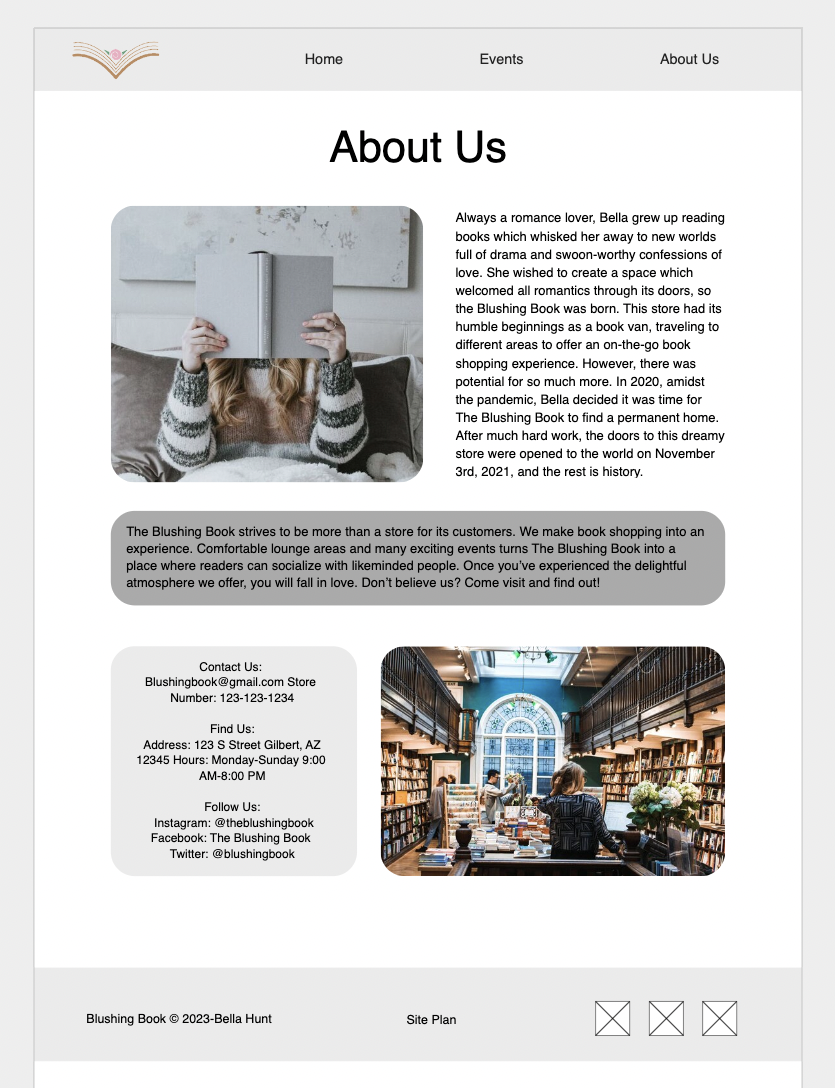 Home
Events
About Us
About Us
Always a romance lover, Bella grew up reading
books which whisked her away to new worlds
full of drama and swoon-worthy confessions of
love. She wished to create a space which
welcomed all romantics through its doors, so
the Blushing Book was born. This store had its
humble beginnings as a book van, traveling to
different areas to offer an on-the-go book
shopping experience. However, there was
potential for so much more. In 2020, amidst
the pandemic, Bella decided it was time for
The Blushing Book to find a permanent home.
After much hard work, the doors to this dreamy
store were opened to the world on November
3rd, 2021, and the rest is history.
The Blushing Book strives to be more than a store for its customers. We make book shopping into an
experience. Comfortable lounge areas and many exciting events turns The Blushing Book into a
place where readers can socialize with likeminded people. Once you’ve experienced the delightful
atmosphere we offer, you will fall in love. Don’t believe us? Come visit and find out!
Contact Us:
Blushingbook@gmail.com Store
Number: 123-123-1234
Find Us:
Address: 123 S Street Gilbert, AZ
12345 Hours: Monday-Sunday 9:00
AM-8:00 PM
Follow Us:
Instagram: @theblushingbook
Facebook: The Blushing Book
Twitter: @blushingbook
Blushing Book © 2023-Bella Hunt
Site Plan